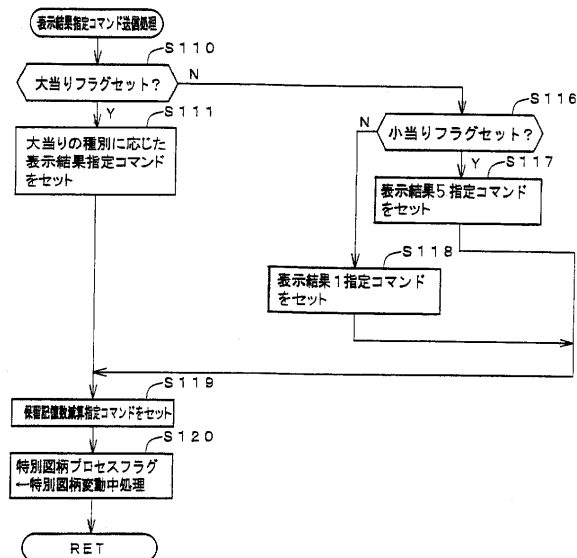 表示結果指定コマンド送信処理
S110
大当りフラグセット？
N
Y
S111
大当りの種別に応じた
表示結果指定コマンド
をセット
S116
小当りフラグセット？
N
Y
S117
表示結果５指定コマンド
をセット
S118
表示結果１指定コマンド
をセット
S119
保留記憶数減算指定コマンドをセット
S120
特別図柄プロセスフラグ
←特別図柄変動中処理
RET